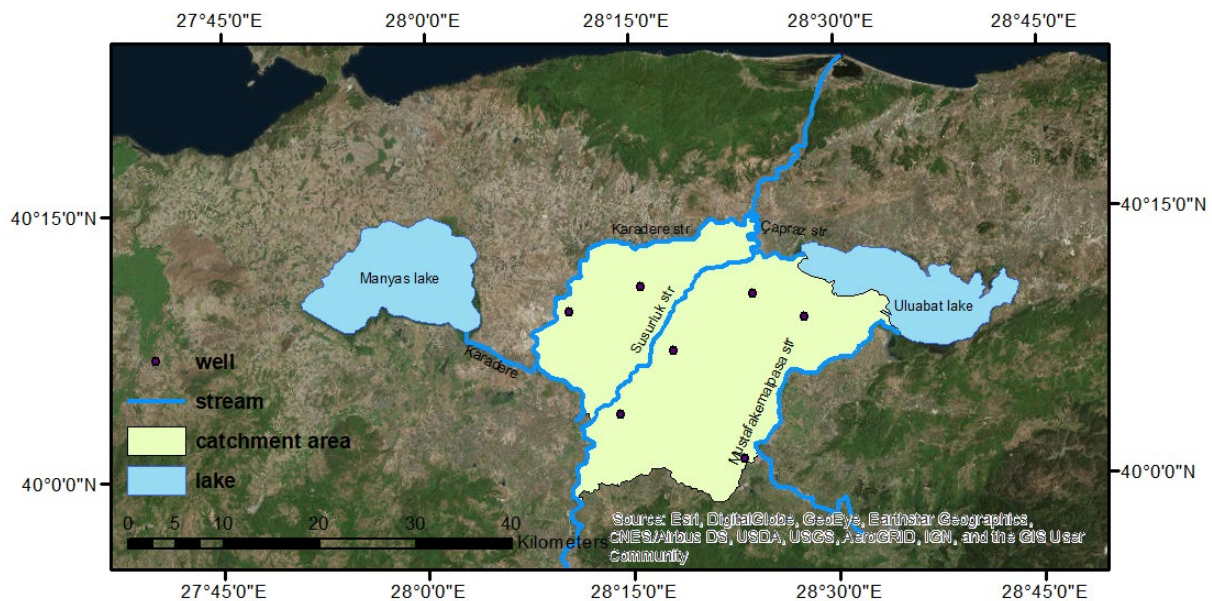 27°45'0"E 28°0'0"E 28°15'0"E 28°30'0"E 28°45'0"E
40°15'0"N
40°15'0"N
Karadere str
Çapraz str
Manyas lake
Uluabat lake
Susurluk str
Karadere
Mustafakemalpasa str
well
stream
catchment area
lake
40°0'0"N
40°0'0"N
0 5 10 20 30 40
Kilometers
Source: Esri, DigitalGlobe, GeoEye, Earthstar Geographics,
CNES/Airbus DS, USDA, USGS, AeroGRID, IGN, and the GIS User
Community
27°45'0"E 28°0'0"E 28°15'0"E 28°30'0"E 28°45'0"E